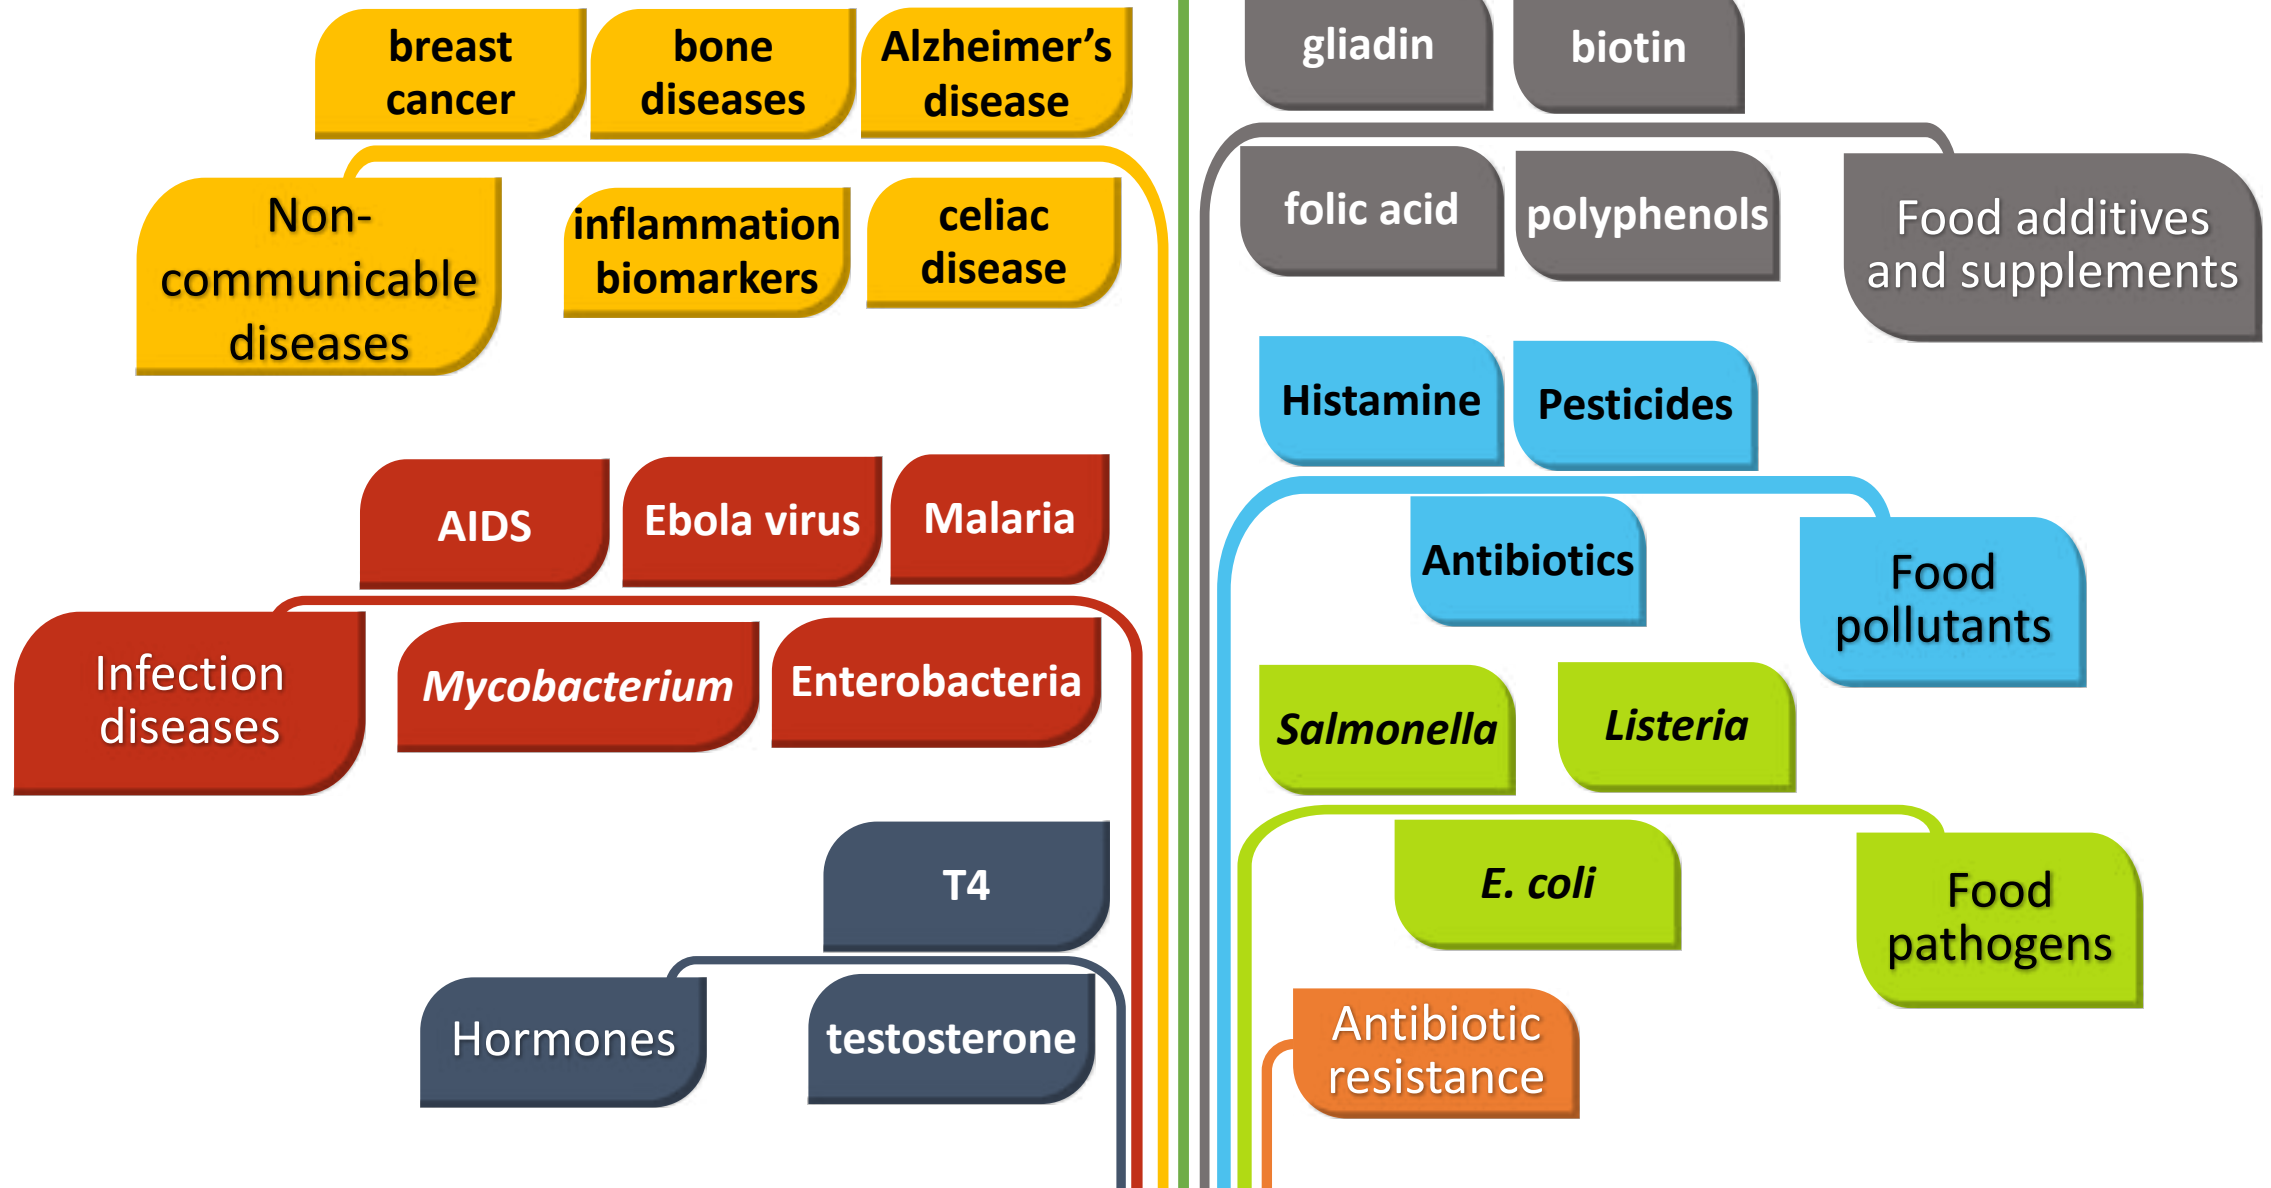 breast
cancer
bone
diseases
Alzheimer’s
disease
Non-
communicable
diseases
inflammation
biomarkers
celiac
disease
AIDS
Ebola virus
Malaria
Infection
diseases
Mycobacterium
Enterobacteria
T4
Hormones
testosterone
gliadin
biotin
folic acid
polyphenols
Food additives
and supplements
Histamine
Pesticides
Antibiotics
Food
pollutants
Salmonella
Listeria
E. coli
Food
pathogens
Antibiotic
resistance